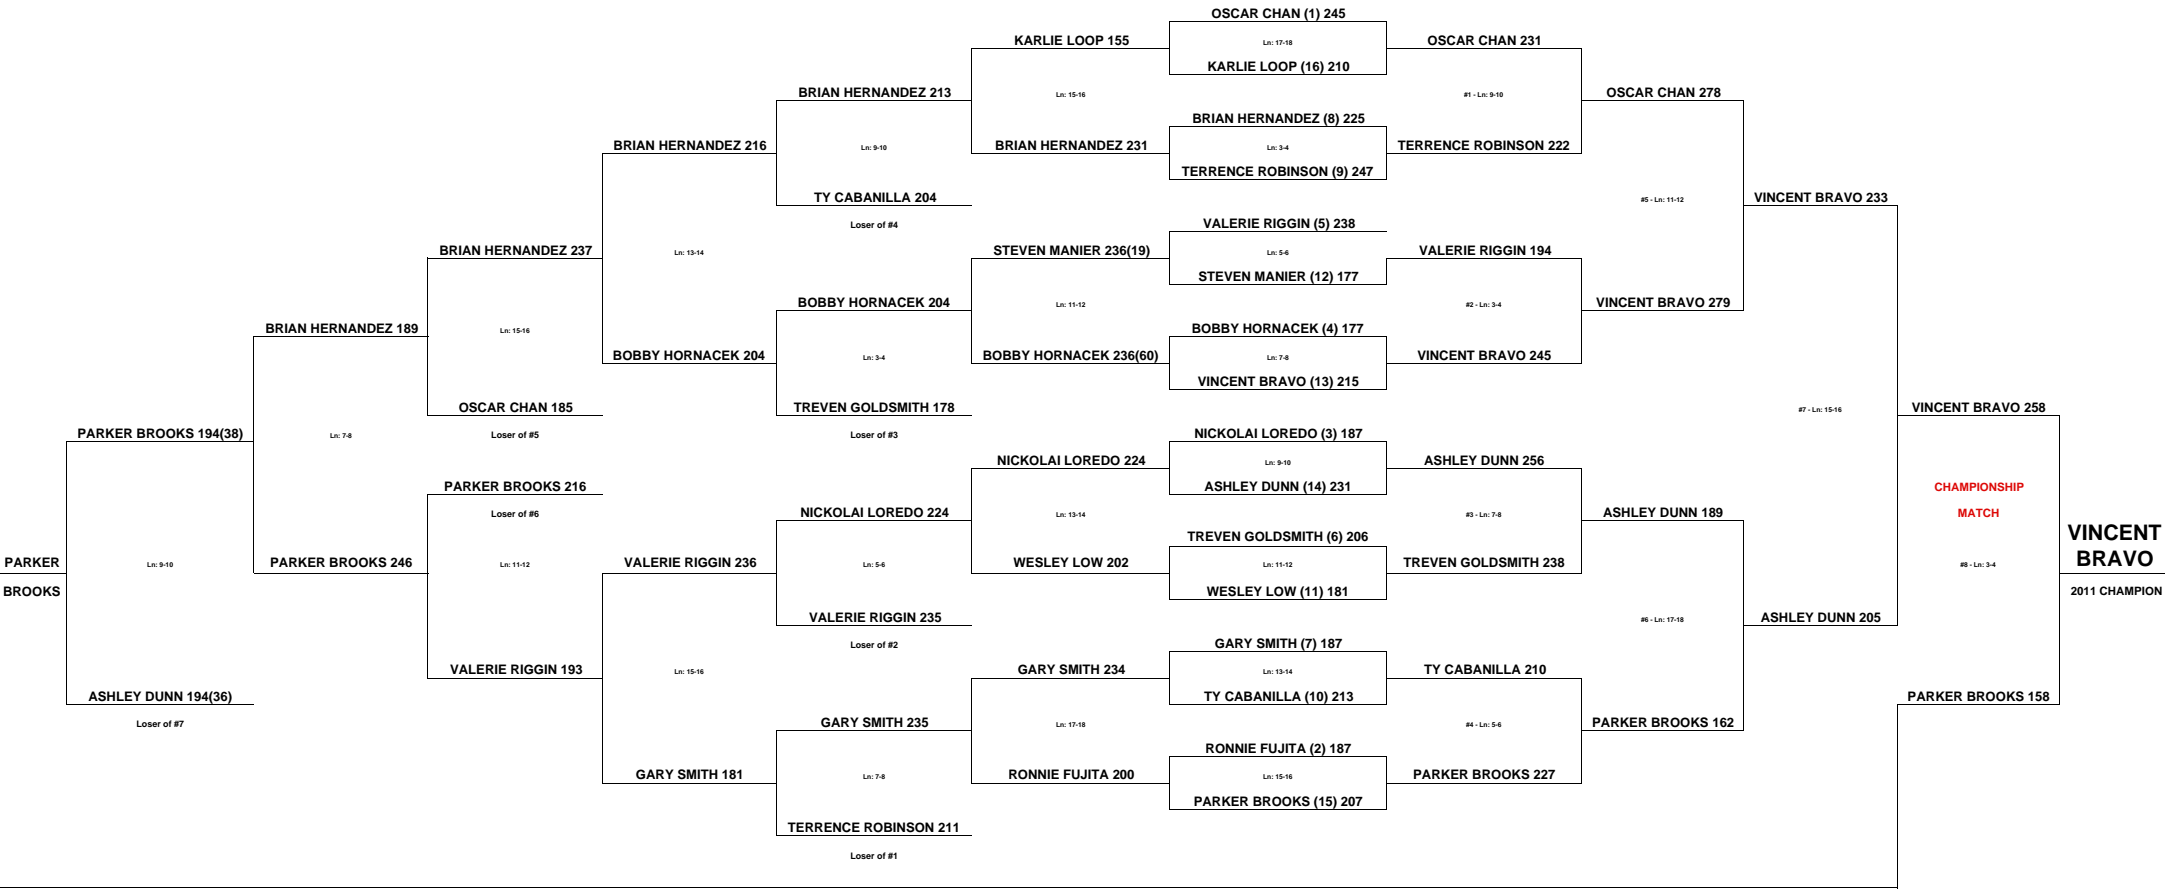 OSCAR CHAN (1) 245
KARLIE LOOP 155
Ln: 17-18
OSCAR CHAN 231
KARLIE LOOP (16) 210
BRIAN HERNANDEZ 213
Ln: 15-16
#1 - Ln: 9-10
OSCAR CHAN 278
BRIAN HERNANDEZ (8) 225
BRIAN HERNANDEZ 216
Ln: 9-10
BRIAN HERNANDEZ 231
Ln: 3-4
TERRENCE ROBINSON 222
TERRENCE ROBINSON (9) 247
TY CABANILLA 204
#5 - Ln: 11-12
VINCENT BRAVO 233
Loser of #4
VALERIE RIGGIN (5) 238
BRIAN HERNANDEZ 237
Ln: 13-14
STEVEN MANIER 236(19)
Ln: 5-6
VALERIE RIGGIN 194
STEVEN MANIER (12) 177
BOBBY HORNACEK 204
Ln: 11-12
#2 - Ln: 3-4
VINCENT BRAVO 279
BRIAN HERNANDEZ 189
Ln: 15-16
BOBBY HORNACEK (4) 177
BOBBY HORNACEK 204
Ln: 3-4
BOBBY HORNACEK 236(60)
Ln: 7-8
VINCENT BRAVO 245
VINCENT BRAVO (13) 215
OSCAR CHAN 185
TREVEN GOLDSMITH 178
#7 - Ln: 15-16
VINCENT BRAVO 258
PARKER BROOKS 194(38)
Ln: 7-8
Loser of #5
Loser of #3
NICKOLAI LOREDO (3) 187
NICKOLAI LOREDO 224
Ln: 9-10
ASHLEY DUNN 256
PARKER BROOKS 216
ASHLEY DUNN (14) 231
CHAMPIONSHIP
Loser of #6
NICKOLAI LOREDO 224
Ln: 13-14
#3 - Ln: 7-8
ASHLEY DUNN 189
MATCH
TREVEN GOLDSMITH (6) 206
VINCENT
BRAVO
PARKER
Ln: 9-10
PARKER BROOKS 246
Ln: 11-12
VALERIE RIGGIN 236
Ln: 5-6
WESLEY LOW 202
Ln: 11-12
TREVEN GOLDSMITH 238
#8 - Ln: 3-4
BROOKS
WESLEY LOW (11) 181
2011 CHAMPION
VALERIE RIGGIN 235
#6 - Ln: 17-18
ASHLEY DUNN 205
Loser of #2
GARY SMITH (7) 187
VALERIE RIGGIN 193
Ln: 15-16
GARY SMITH 234
Ln: 13-14
TY CABANILLA 210
ASHLEY DUNN 194(36)
TY CABANILLA (10) 213
PARKER BROOKS 158
Loser of #7
GARY SMITH 235
Ln: 17-18
#4 - Ln: 5-6
PARKER BROOKS 162
RONNIE FUJITA (2) 187
GARY SMITH 181
Ln: 7-8
RONNIE FUJITA 200
Ln: 15-16
PARKER BROOKS 227
PARKER BROOKS (15) 207
TERRENCE ROBINSON 211
Loser of #1